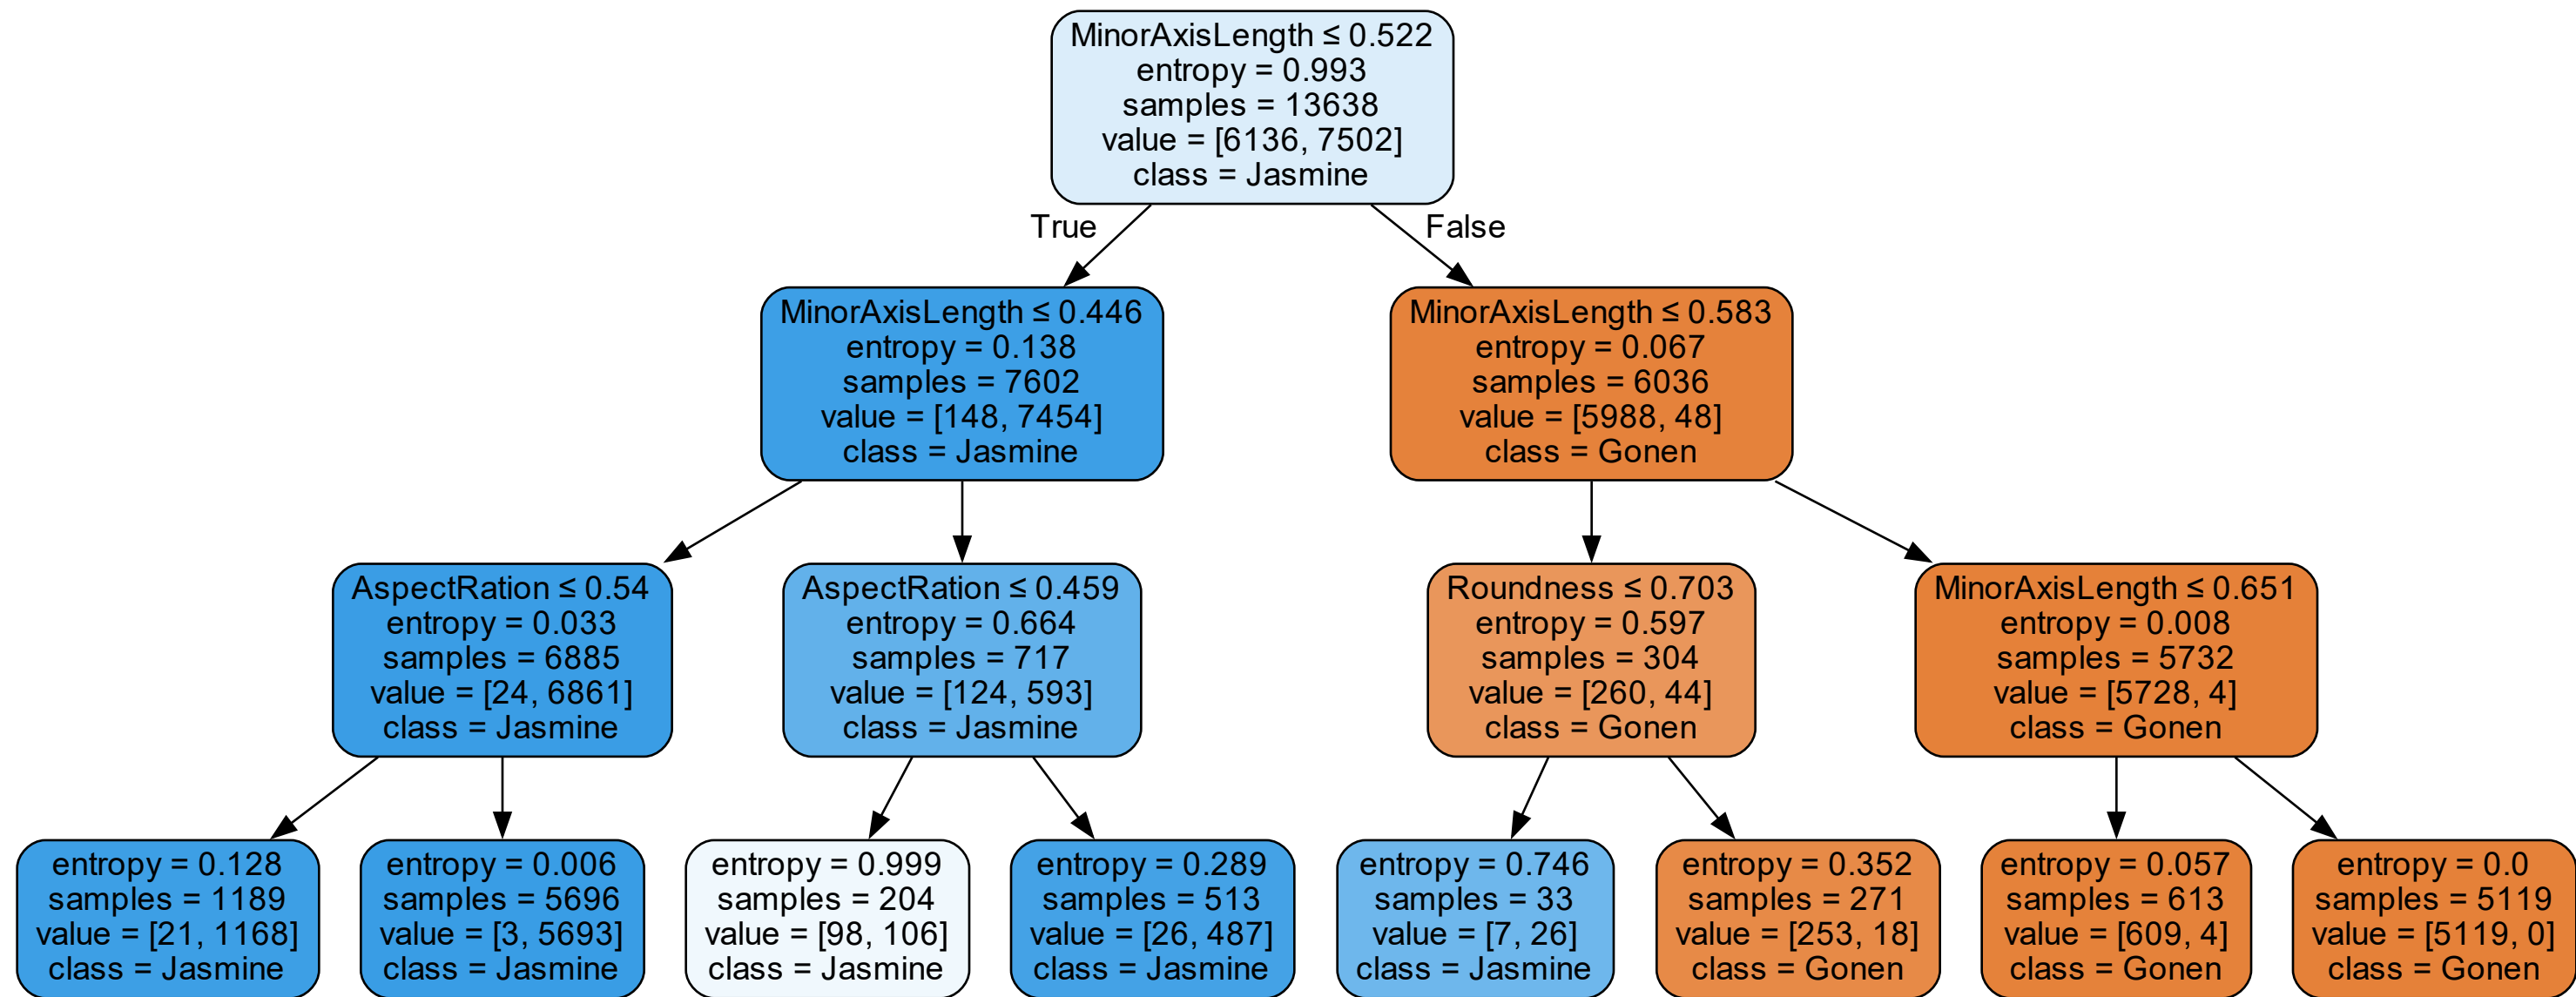 MinorAxisLength ≤ 0.522
entropy = 0.993
samples = 13638
value = [6136, 7502]
class = Jasmine
True
False
MinorAxisLength ≤ 0.446
entropy = 0.138
samples = 7602
value = [148, 7454]
class = Jasmine
MinorAxisLength ≤ 0.583
entropy = 0.067
samples = 6036
value = [5988, 48]
class = Gonen
AspectRation ≤ 0.54
entropy = 0.033
samples = 6885
value = [24, 6861]
class = Jasmine
AspectRation ≤ 0.459
entropy = 0.664
samples = 717
value = [124, 593]
class = Jasmine
Roundness ≤ 0.703
entropy = 0.597
samples = 304
value = [260, 44]
class = Gonen
MinorAxisLength ≤ 0.651
entropy = 0.008
samples = 5732
value = [5728, 4]
class = Gonen
entropy = 0.128
samples = 1189
value = [21, 1168]
class = Jasmine
entropy = 0.006
samples = 5696
value = [3, 5693]
class = Jasmine
entropy = 0.999
samples = 204
value = [98, 106]
class = Jasmine
entropy = 0.289
samples = 513
value = [26, 487]
class = Jasmine
entropy = 0.746
samples = 33
value = [7, 26]
class = Jasmine
entropy = 0.352
samples = 271
value = [253, 18]
class = Gonen
entropy = 0.057
samples = 613
value = [609, 4]
class = Gonen
entropy = 0.0
samples = 5119
value = [5119, 0]
class = Gonen